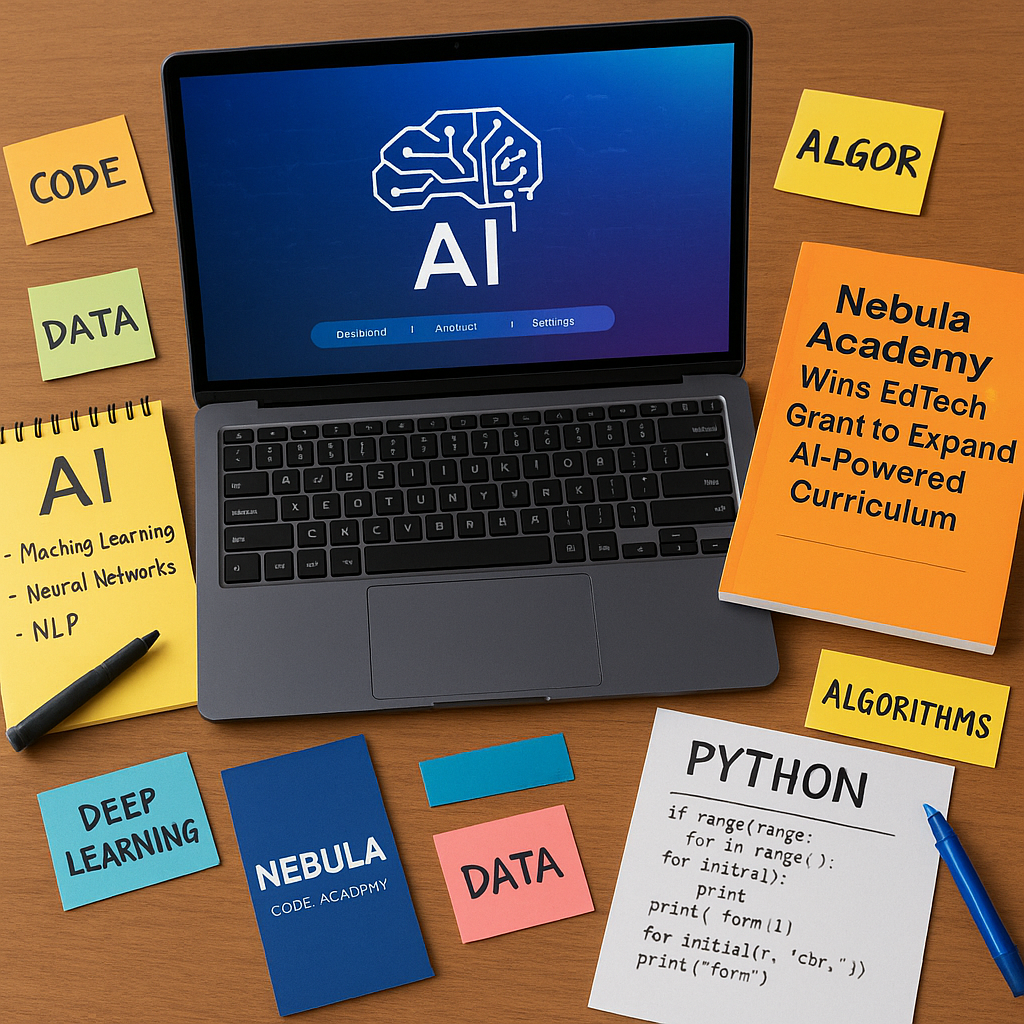 CODE
DATA
AI
- Maching Learning
- Neural Networks
- NLP
AI
Desibiond | Anotruct | Setftings
ALGOR
Nebula
Academy
Wins EdTech
Grant to Expand
AI-Powered
Curriculum
ALGORITHMS
DEEP
LEARNING
NEBULA
CODE. ACADPMY
DATA
PYTHON
if range(range:
for in range():
for initral):
print
print( form(1)
for initial(r, 'cbr,"))
print("form")